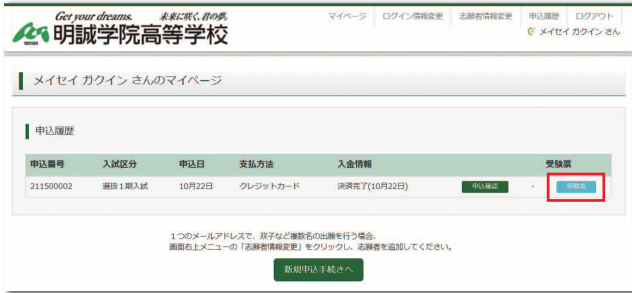 Get your dreams. 未来に咲く、君の夢。
明誠学院高等学校
マイページ ログイン情報変更 志願者情報変更 申込履歴 ログアウト
メイセイ ガクイン さん
メイセイ ガクイン さんのマイページ
申込履歴
申込番号 入試区分 申込日 支払方法 入金情報 受験票
211500002 選抜1期入試 10月22日 クレジットカード 決済完了(10月22日) 申込確認 - 受験票
1つのメールアドレスで、双子など複数名の出願を行う場合、
画面右上メニューの「志願者情報変更」をクリックし、志願者を追加してください。
新規申込手続きへ